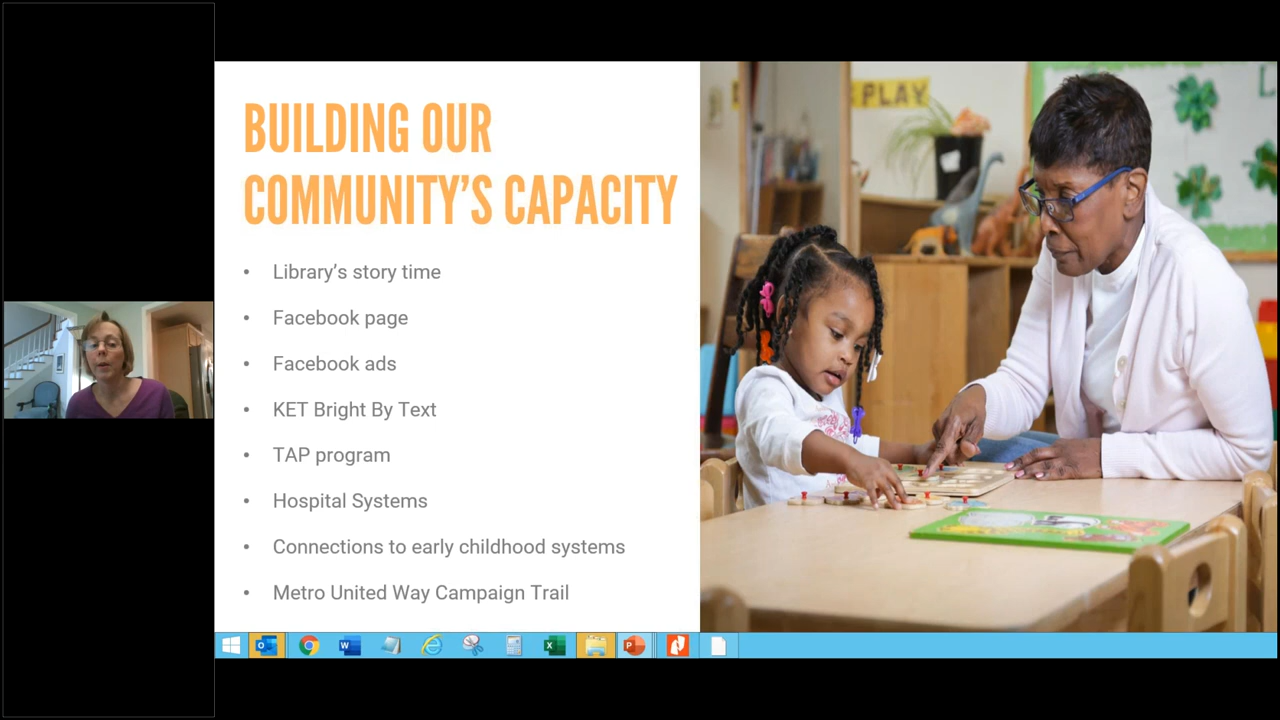 BUILDING OUR
COMMUNITY’S CAPACITY
• Library’s story time
• Facebook page
• Facebook ads
• KET Bright By Text
• TAP program
• Hospital Systems
• Connections to early childhood systems
• Metro United Way Campaign Trail
PLAY
L